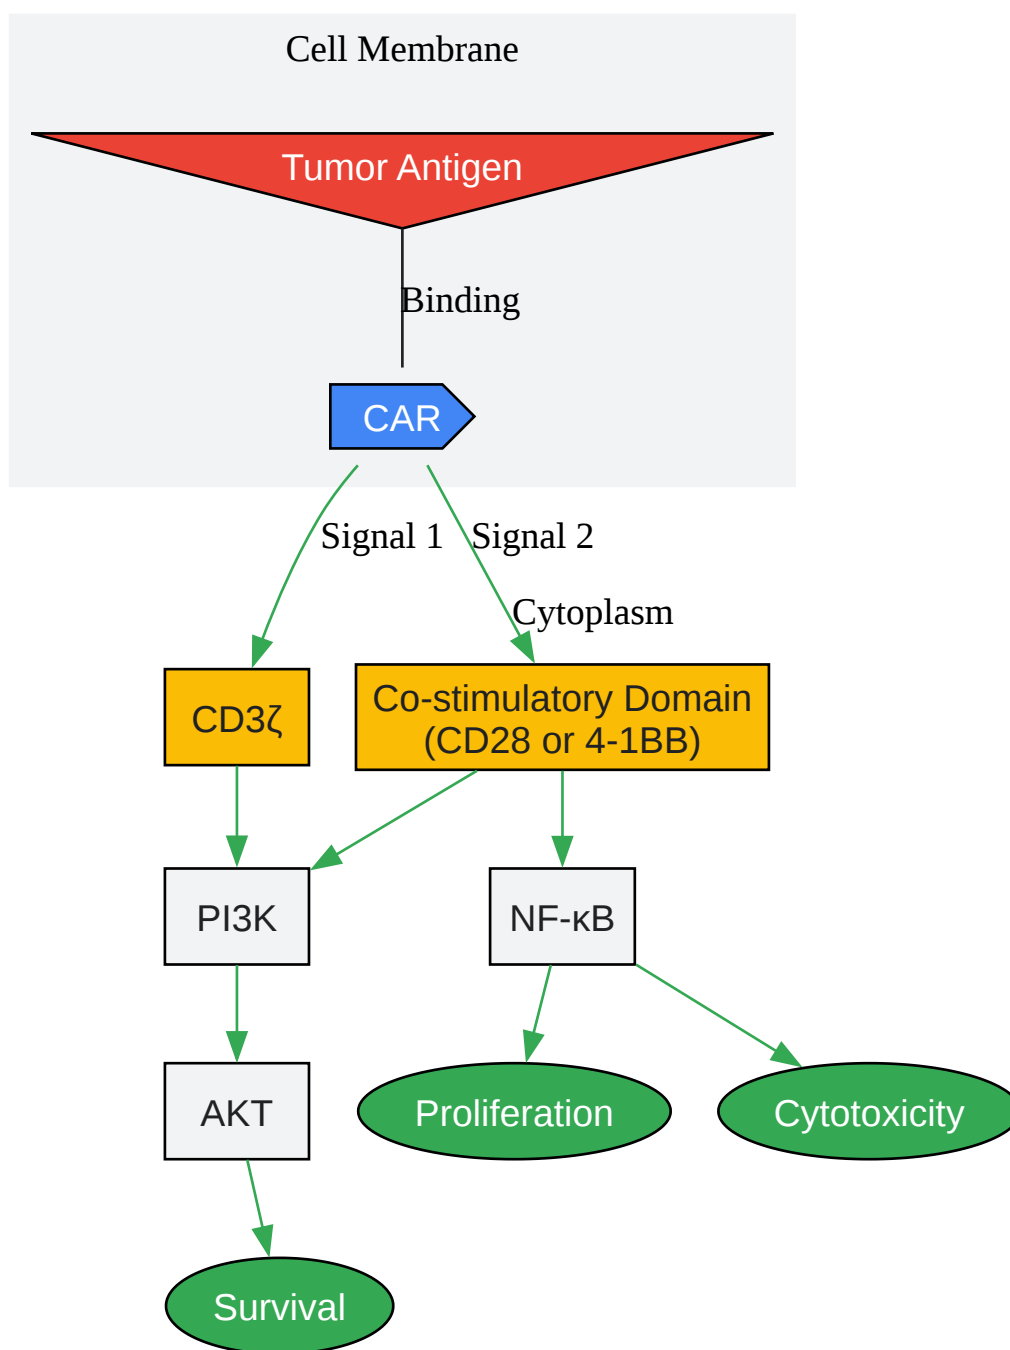 Cell Membrane
Tumor Antigen
Binding
CAR
Signal 1
Signal 2
Cytoplasm
CD3ζ
Co-stimulatory Domain
(CD28 or 4-1BB)
PI3K
NF-κB
AKT
Proliferation
Cytotoxicity
Survival